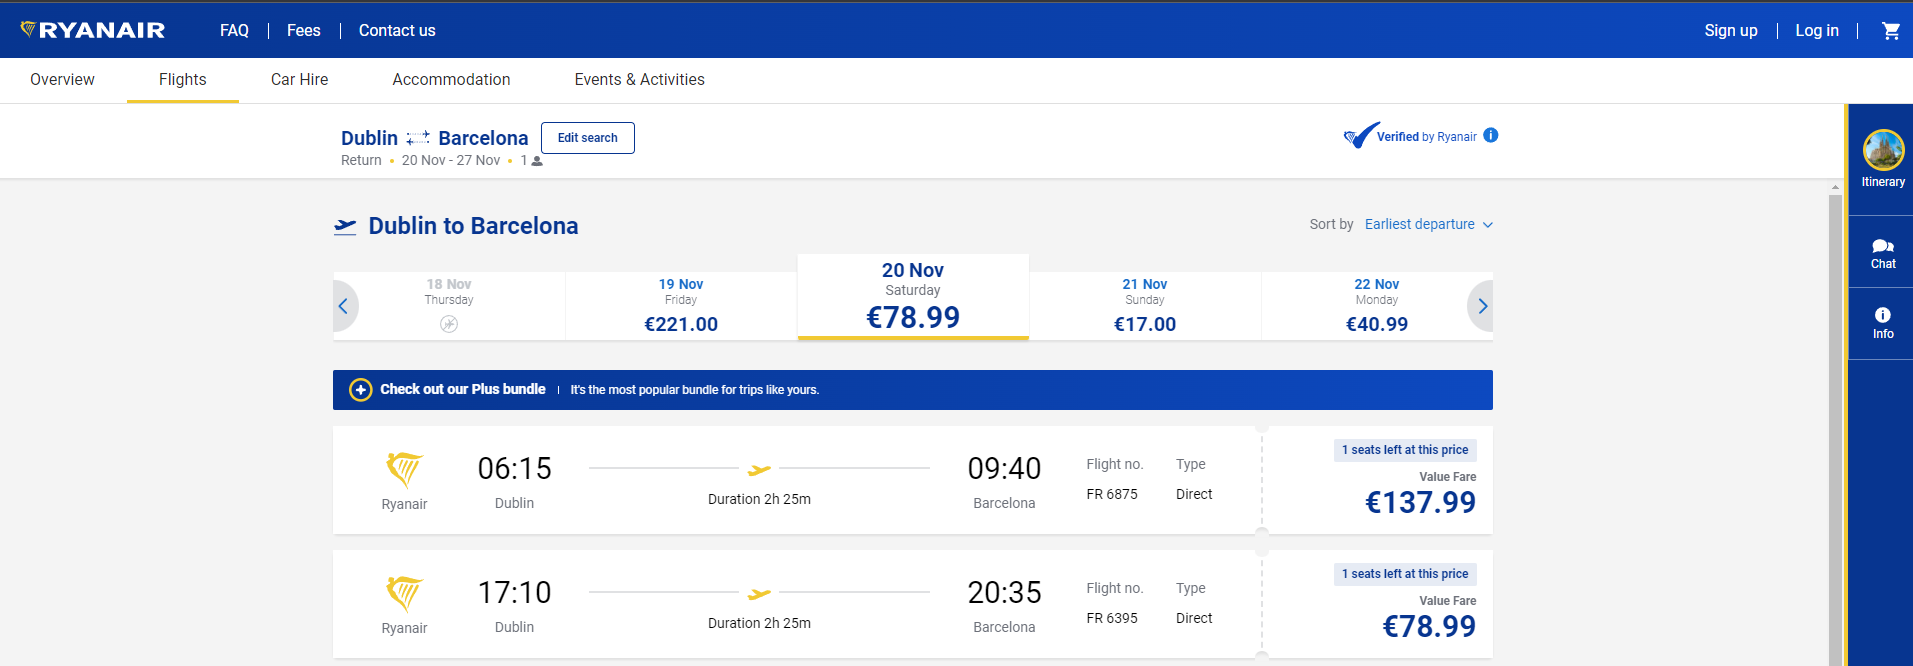 RYANAIR FAQ Fees Contact us Sign up Log in
Overview Flights Car Hire Accommodation Events & Activities
Dublin Barcelona Edit search
Return • 20 Nov - 27 Nov • 1
Verified by Ryanair
Itinerary
Chat
Info
Dublin to Barcelona
Sort by Earliest departure
18 Nov
Thursday
19 Nov
Friday
€221.00
20 Nov
Saturday
€78.99
21 Nov
Sunday
€17.00
22 Nov
Monday
€40.99
Check out our Plus bundle | It's the most popular bundle for trips like yours.
Ryanair
06:15
Dublin
Duration 2h 25m
09:40
Barcelona
Flight no.
FR 6875
Type
Direct
1 seats left at this price
Value Fare
€137.99
Ryanair
17:10
Dublin
Duration 2h 25m
20:35
Barcelona
Flight no.
FR 6395
Type
Direct
1 seats left at this price
Value Fare
€78.99